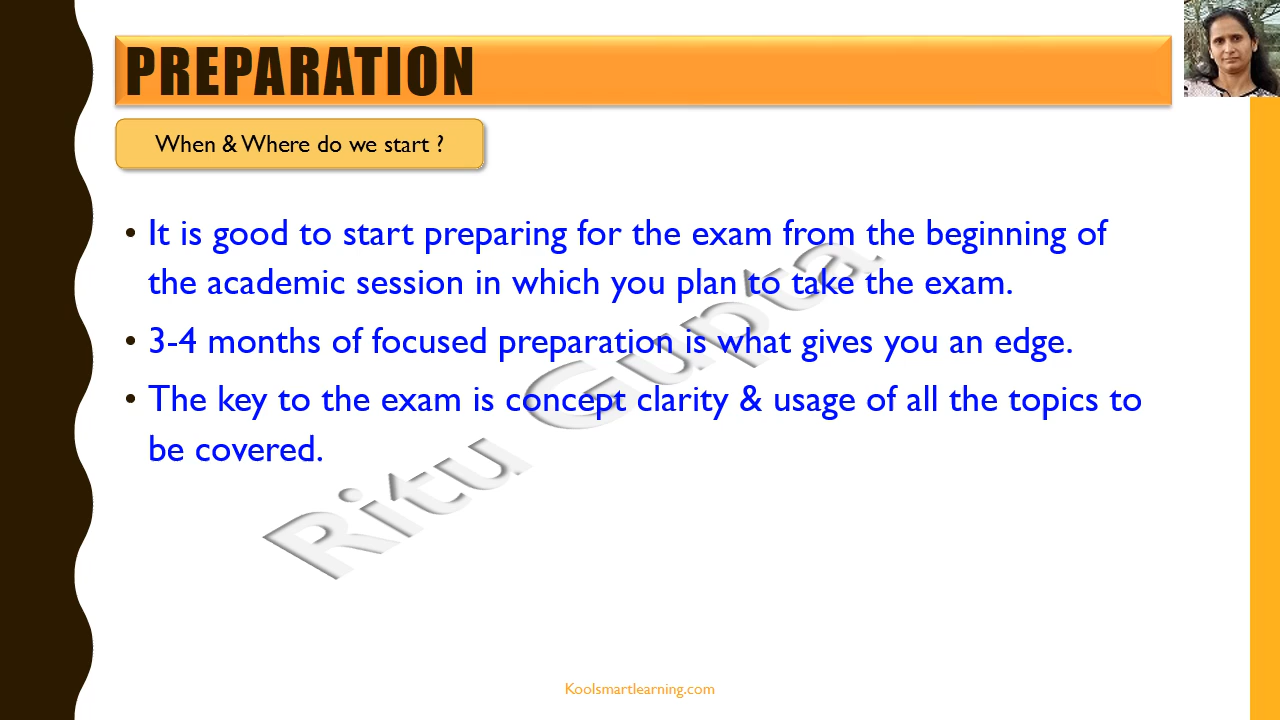 PREPARATION
When & Where do we start ?
• It is good to start preparing for the exam from the beginning of
the academic session in which you plan to take the exam.
• 3-4 months of focused preparation is what gives you an edge.
• The key to the exam is concept clarity & usage of all the topics to
be covered.
Ritu Gupta
Koolsmartlearning.com